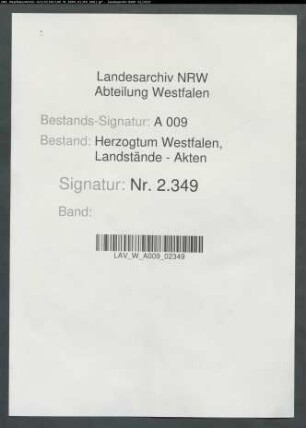 Landesarchiv NRW
Abteilung Westfalen
Bestands-Signatur: A 009
Bestand: Herzogtum Westfalen,
Landstände - Akten
Signatur: Nr. 2.349
Band:
LAV_W_A009_02349